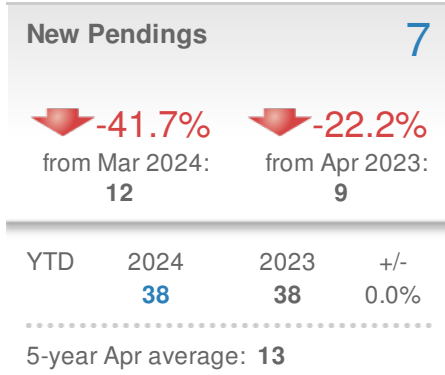 New Pendings 7
-41.7% -22.2%
from Mar 2024: from Apr 2023:
12 9
YTD 2024 2023 +/-
38 38 0.0%
5-year Apr average: 13